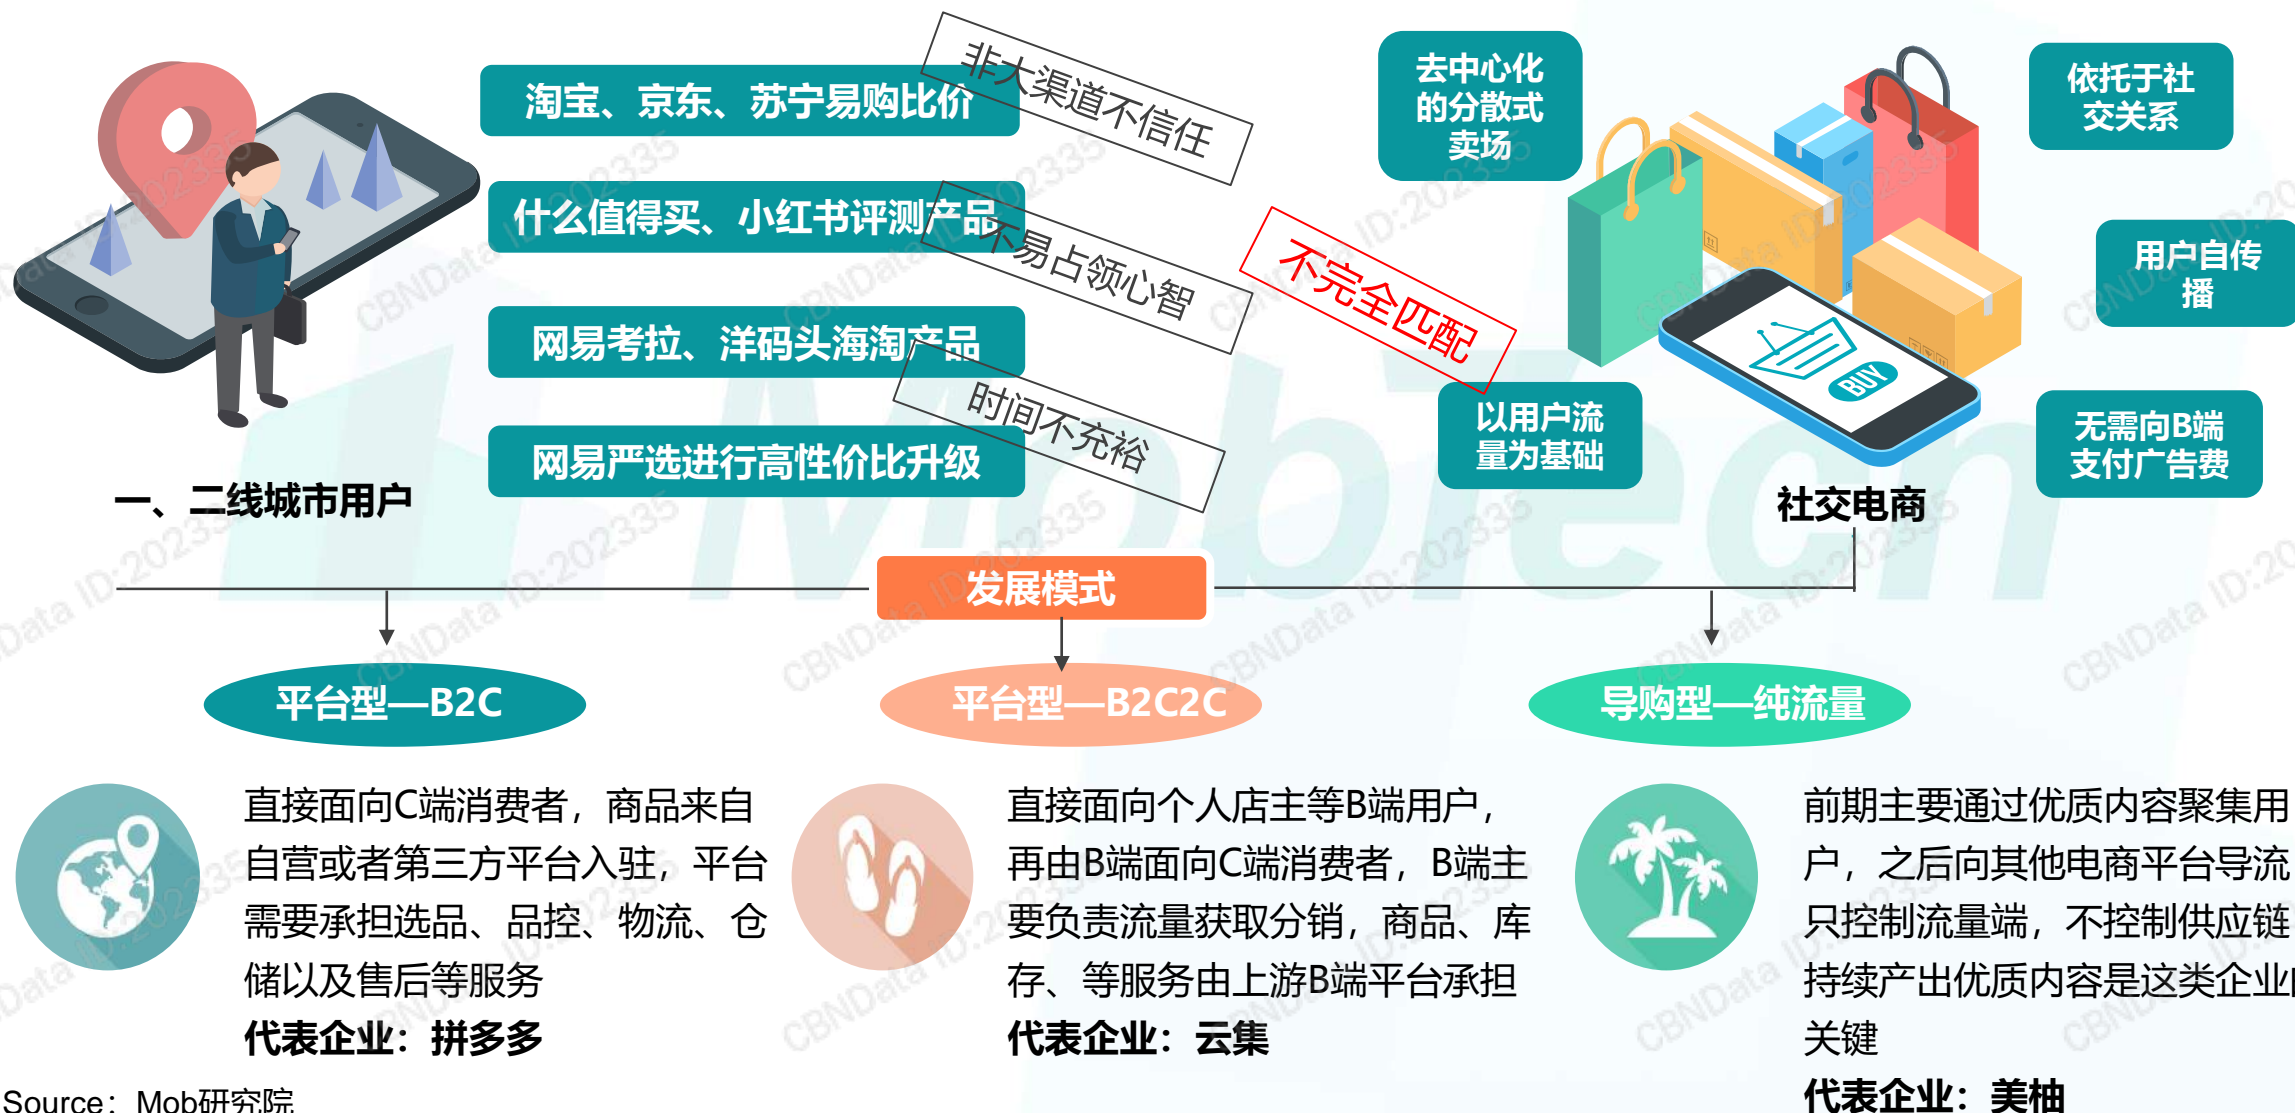 淘宝、京东、苏宁易购比价
什么值得买、小红书评测产品
网易考拉、洋码头海淘产品
网易严选进行高性价比升级
非大渠道不信任
不易占领心智
时间不充裕
一、二线城市用户
不完全匹配
去中心化
的分散式
卖场
依托于社
交关系
用户自传
播
以用户流
量为基础
无需向B端
支付广告费
BUY
社交电商
发展模式
平台型—B2C
平台型—B2C2C
导购型—纯流量
直接面向C端消费者，商品来自
自营或者第三方平台入驻，平台
需要承担选品、品控、物流、仓
储以及售后等服务
代表企业：拼多多
直接面向个人店主等B端用户，
再由B端面向C端消费者，B端主
要负责流量获取分销，商品、库
存、等服务由上游B端平台承担
代表企业：云集
前期主要通过优质内容聚集用
户，之后向其他电商平台导流
只控制流量端，不控制供应链
持续产出优质内容是这类企业
关键
代表企业：美柚
Source：Mob研究院
MobTech
CBNData ID:202335